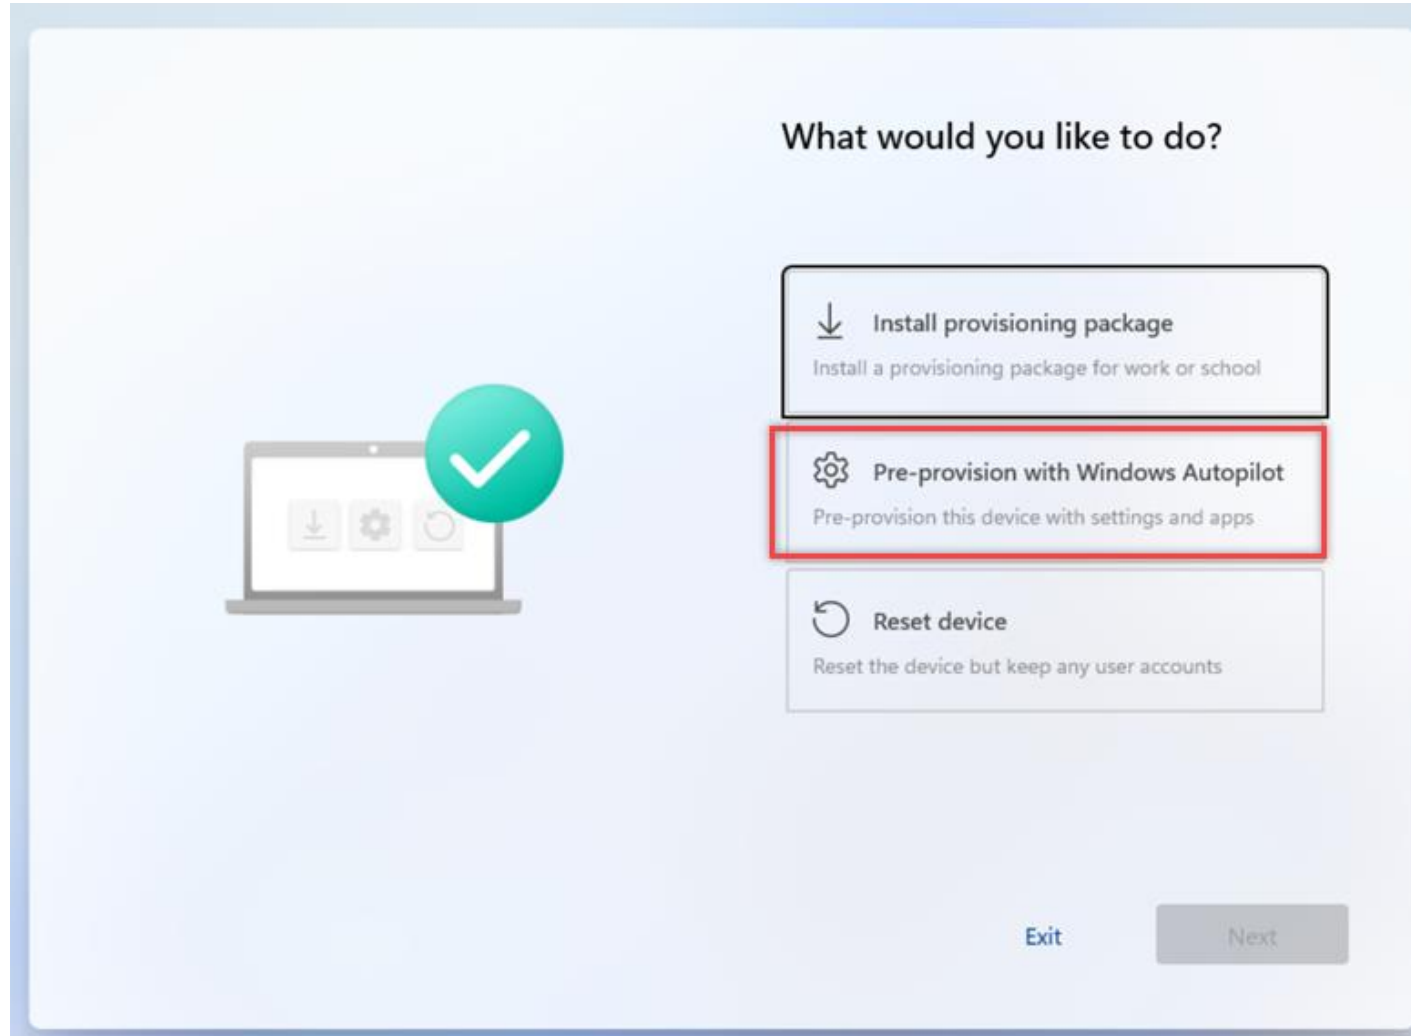 What would you like to do?
Install provisioning package
Install a provisioning package for work or school
Pre-provision with Windows Autopilot
Pre-provision this device with settings and apps
Reset device
Reset the device but keep any user accounts
Exit
Next